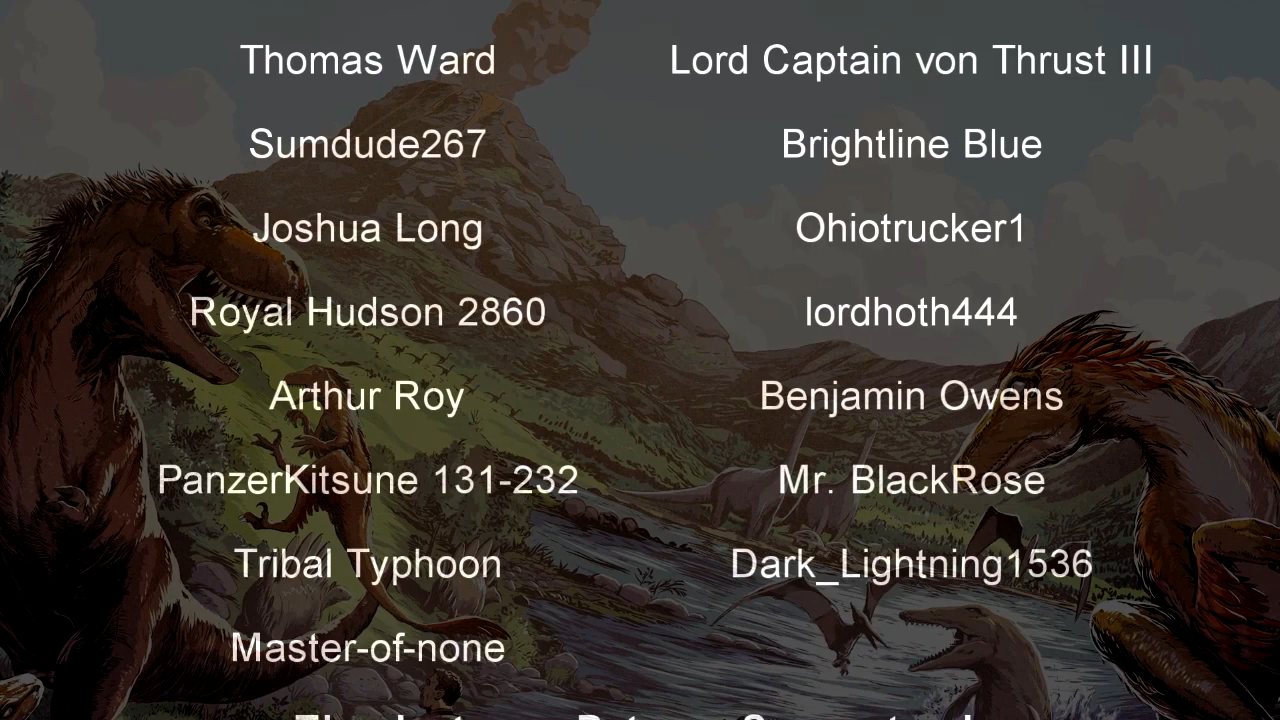 Thomas Ward
Lord Captain von Thrust III
Sumdude267
Brightline Blue
Joshua Long
Ohiotrucker1
Royal Hudson 2860
lordhoth444
Arthur Roy
Benjamin Owens
PanzerKitsune 131-232
Mr. BlackRose
Tribal Typhoon
Dark_Lightning1536
Master-of-none